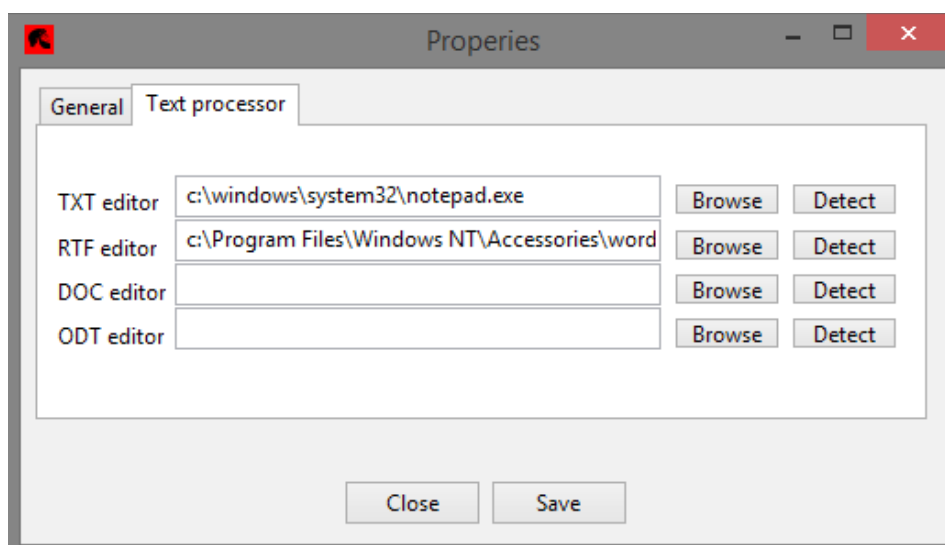 Properies
General Text processor
TXT editor c:\windows\system32\notepad.exe Browse Detect
RTF editor c:\Program Files\Windows NT\Accessories\word Browse Detect
DOC editor Browse Detect
ODT editor Browse Detect
Close Save